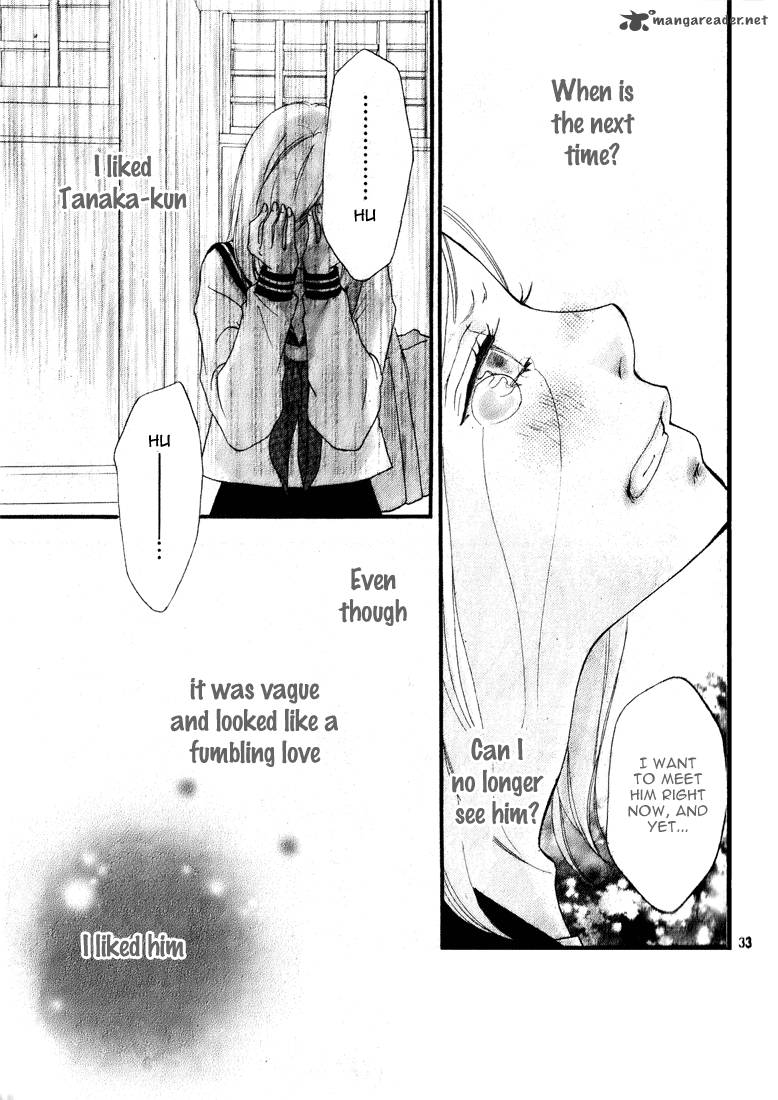 mangareader.net
When is
the next
time?
Can I
no longer
see him?
I WANT
TO MEET
HIM RIGHT
NOW, AND
YET...
............
HU
I liked
Tanaka-kun
HU
—...
Even
though
it was vague
and looked like a
fumbling love
I liked him
33